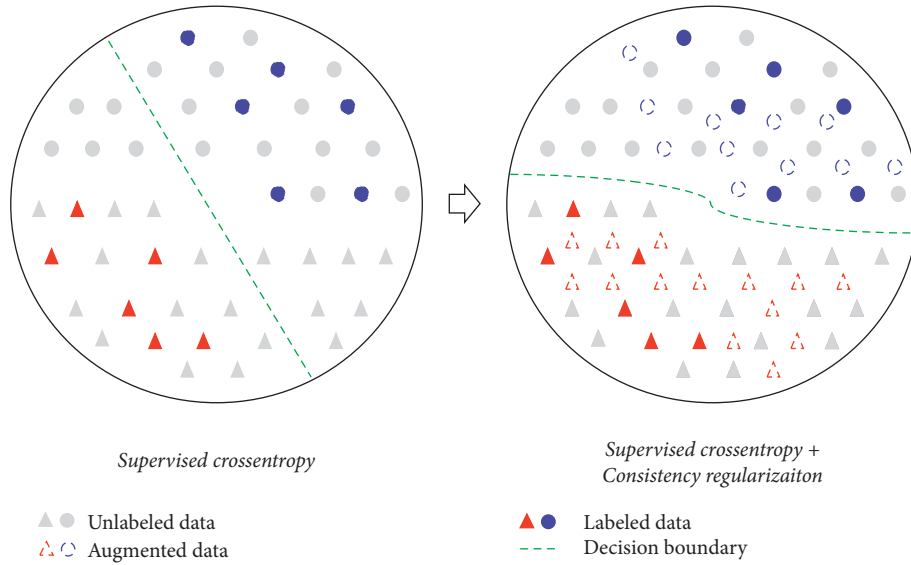 Supervised crossentropy
Supervised crossentropy +
Consistency regularizaiton
Unlabeled data
Augmented data
Labeled data
Decision boundary